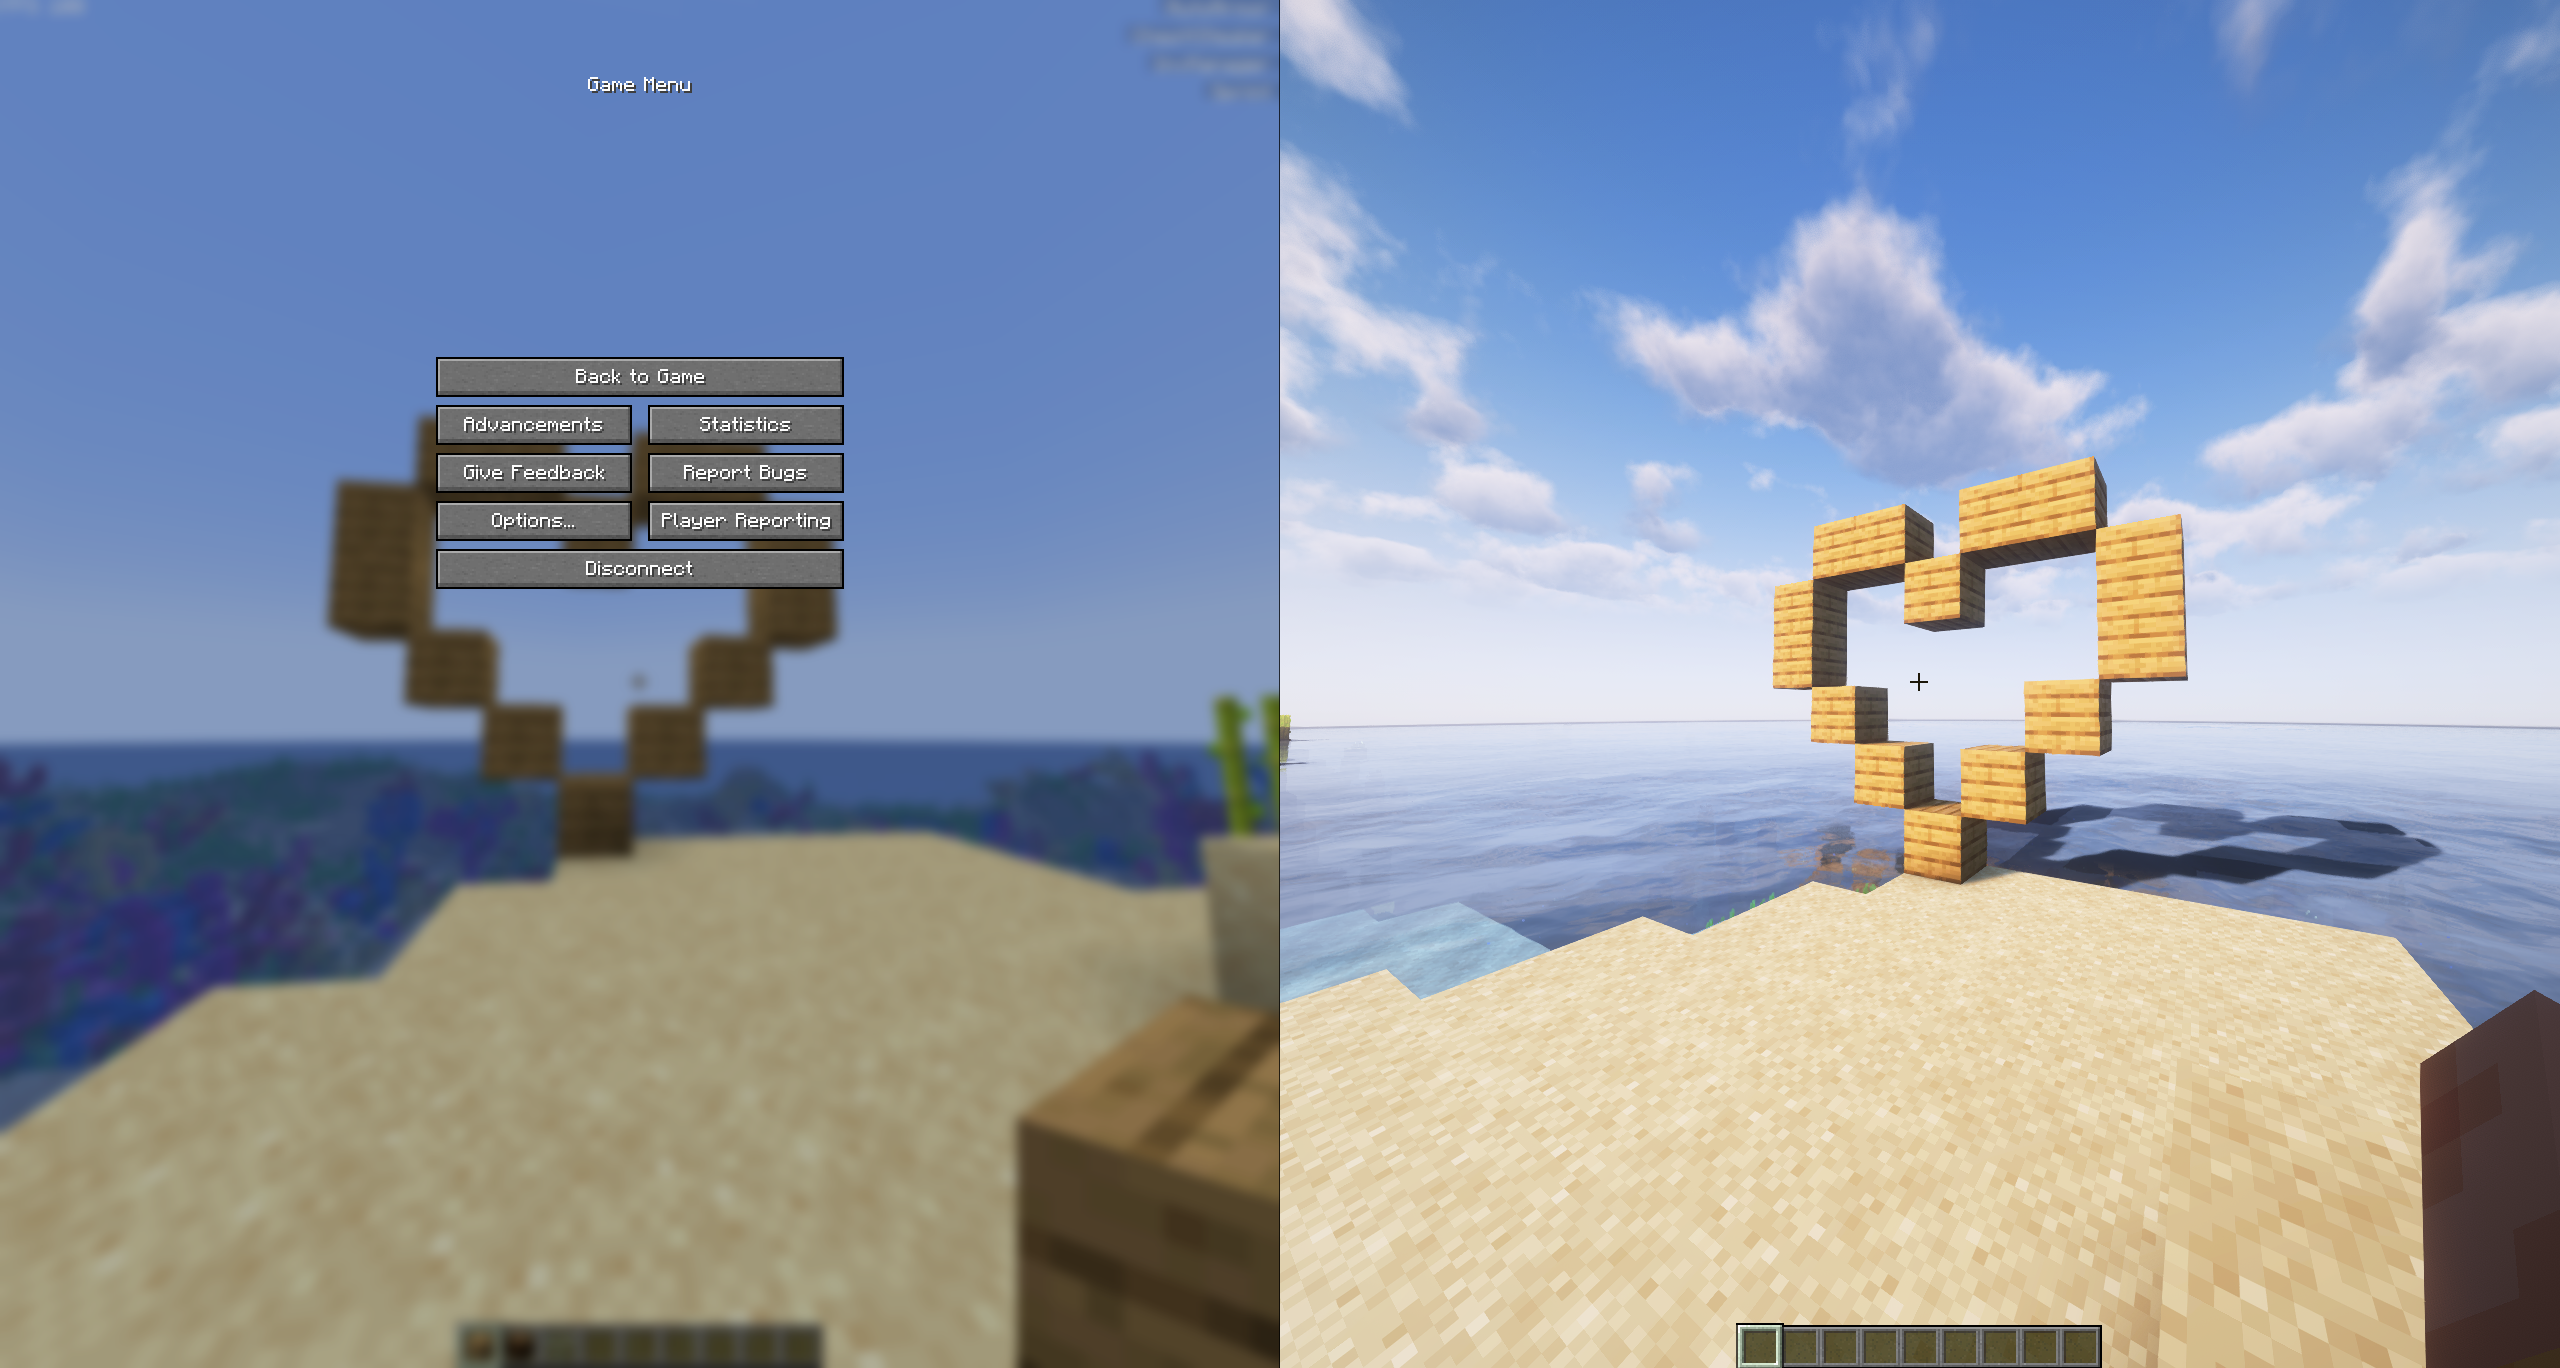 Game Menu
Back to Game
Advancements
Statistics
Give Feedback
Report Bugs
Options...
Player Reporting
Disconnect